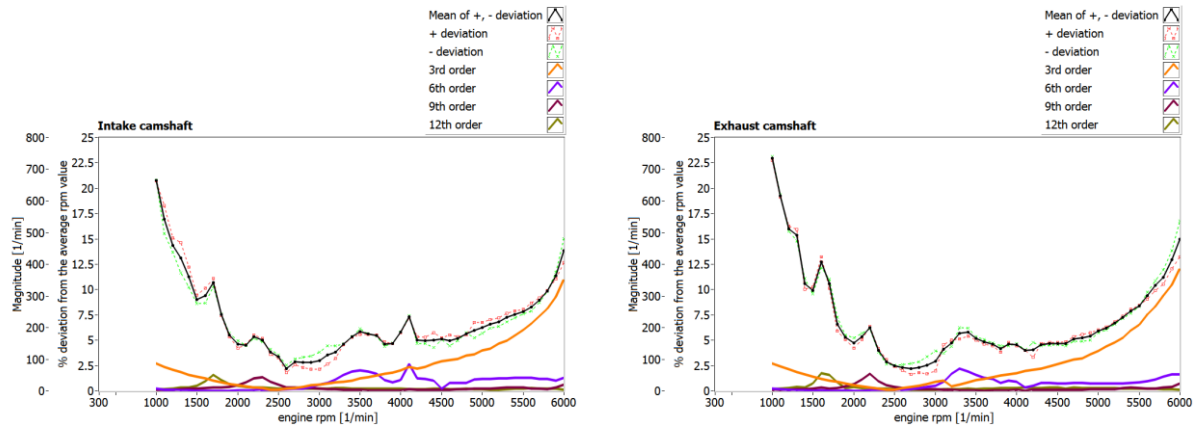 Mean of +, - deviation
+ deviation
- deviation
3rd order
6th order
9th order
12th order
Intake camshaft
800-
700-
600-
500-
400-
300-
200-
100-
0-
Magnitude [1/min]
% deviation from the average rpm value
25
22.5
20
17.5
15
12.5
10
7.5
5
2.5
0
300 1000 1500 2000 2500 3000 3500 4000 4500 5000 5500 6000
engine rpm [1/min]
Mean of +, - deviation
+ deviation
- deviation
3rd order
6th order
9th order
12th order
Exhaust camshaft
800-
700-
600-
500-
400-
300-
200-
100-
0-
Magnitude [1/min]
% deviation from the average rpm value
25
22.5
20
17.5
15
12.5
10
7.5
5
2.5
0
300 1000 1500 2000 2500 3000 3500 4000 4500 5000 5500 6000
engine rpm [1/min]